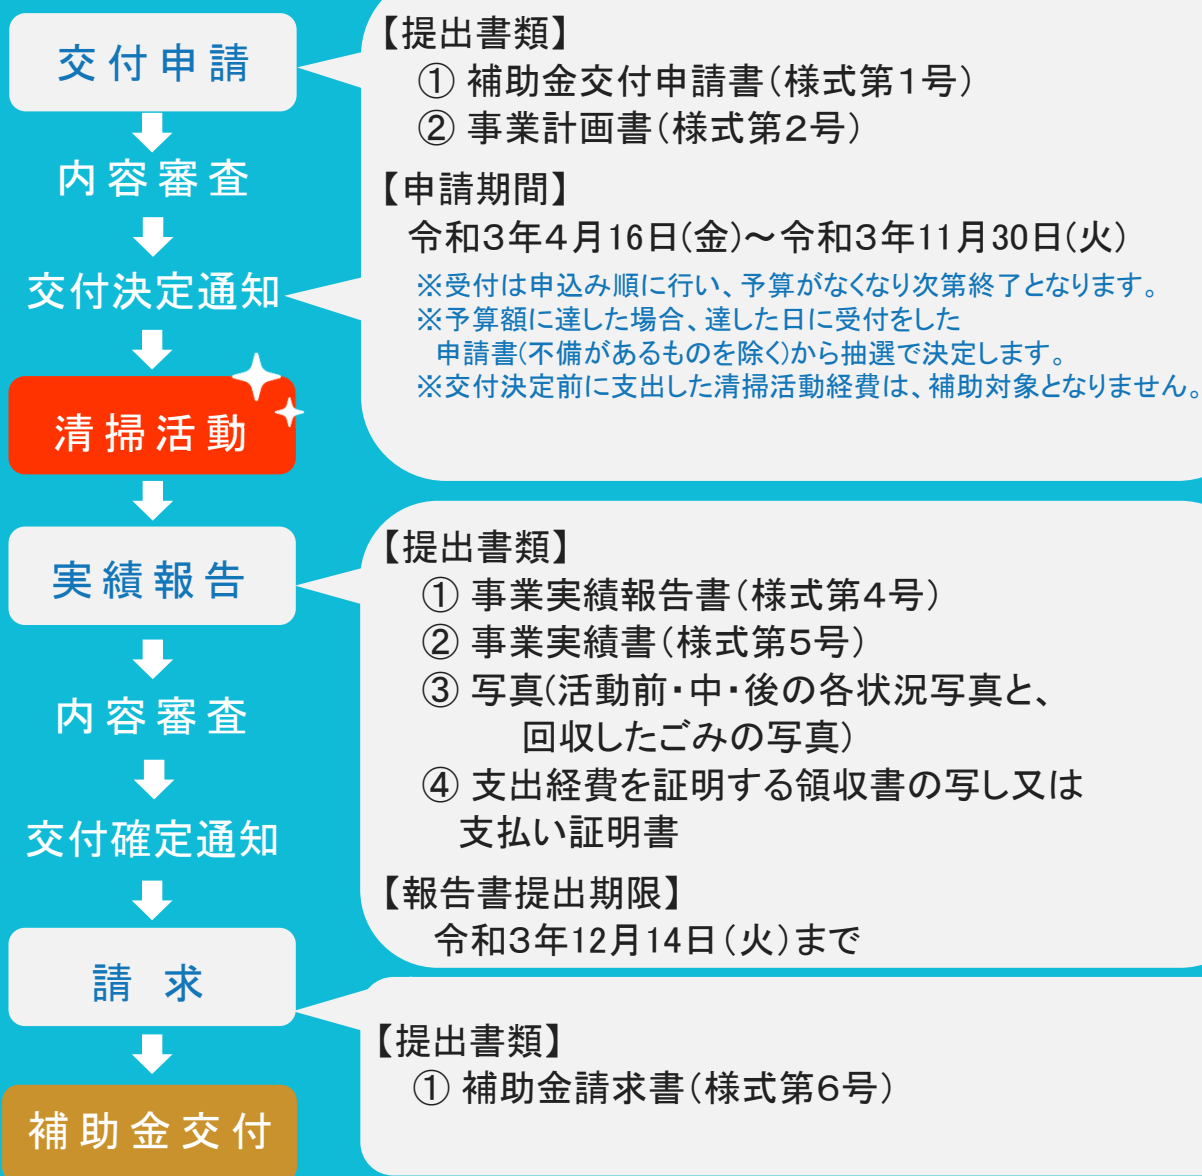 交付申請
【提出書類】
① 補助金交付申請書（様式第１号）
② 事業計画書（様式第２号）
内容審査
【申請期間】
令和３年４月16日(金)～令和３年11月30日(火)
交付決定通知
※受付は申込み順に行い、予算がなくなり次第終了となります。
※予算額に達した場合、達した日に受付をした
申請書(不備があるものを除く)から抽選で決定します。
※交付決定前に支出した清掃活動経費は、補助対象となりません。
清掃活動
実績報告
【提出書類】
① 事業実績報告書（様式第４号）
② 事業実績書（様式第５号）
③ 写真(活動前・中・後の各状況写真と、
回収したごみの写真）
④ 支出経費を証明する領収書の写し又は
支払い証明書
内容審査
交付確定通知
【報告書提出期限】
令和３年12月14日（火）まで
請求
【提出書類】
① 補助金請求書（様式第６号）
補助金交付